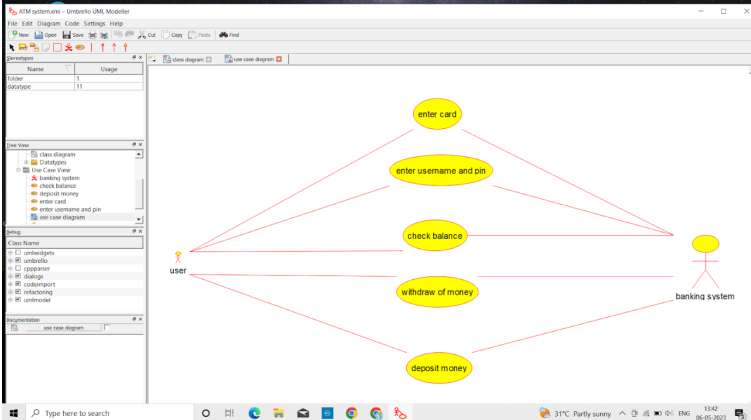 ATM system.xmi - Umbrello UML Modeller
File Edit Diagram Code Settings Help
New Open Save Cut Copy Paste Find
Stereotypes
Name Usage
folder 1
datatype 11
class diagram use case diagram
Tree View
class diagram
Datatypes
Use Case View
banking system
check balance
deposit money
enter card
enter username and pin
use case diagram
Debug
Class Name
umlwidgets
umbrello
cppparser
dialogs
codeimport
refactoring
umlmodel
Documentation
use case diagram
enter card
enter username and pin
check balance
withdraw of money
deposit money
user
banking system
Type here to search
31°C Partly sunny
ENG
13:42
06-05-2023